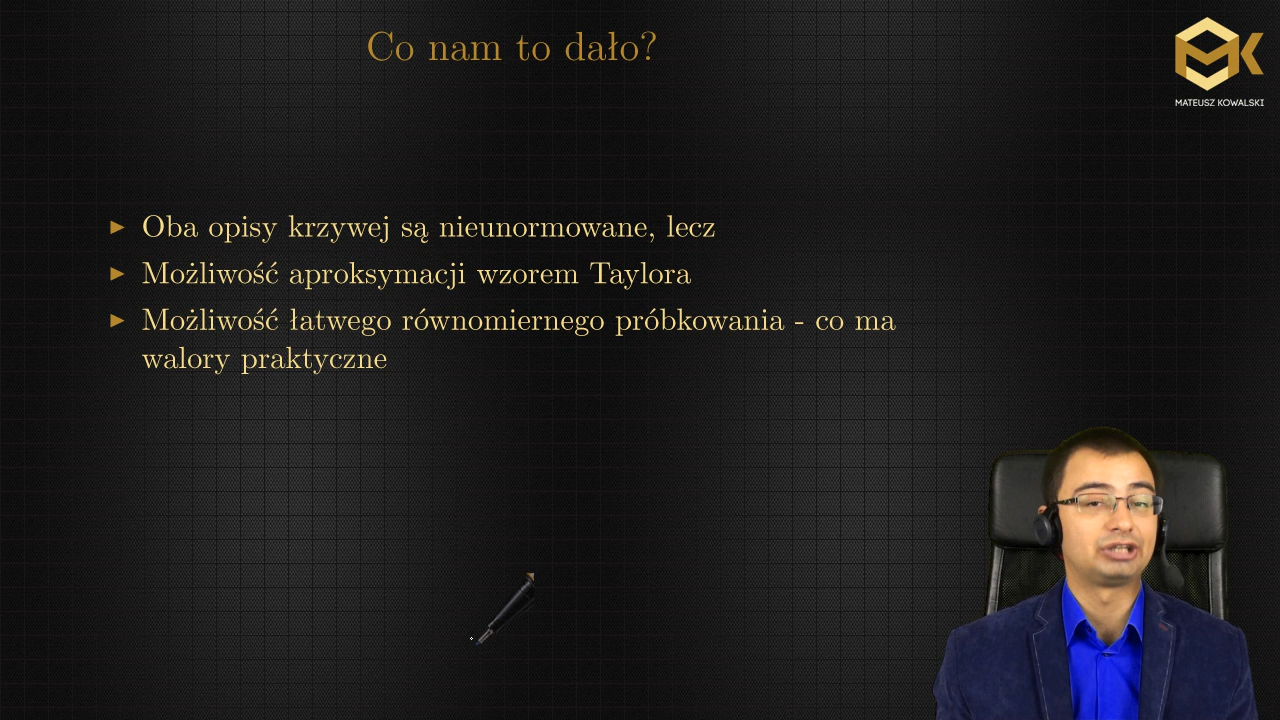 Co nam to dało?
MATEUSZ KOWALSKI
▶ Oba opisy krzywej są nieunormowane, lecz
▶ Możliwość aproksymacji wzorem Taylora
▶ Możliwość łatwego równomiernego próbkowania - co ma
walory praktyczne